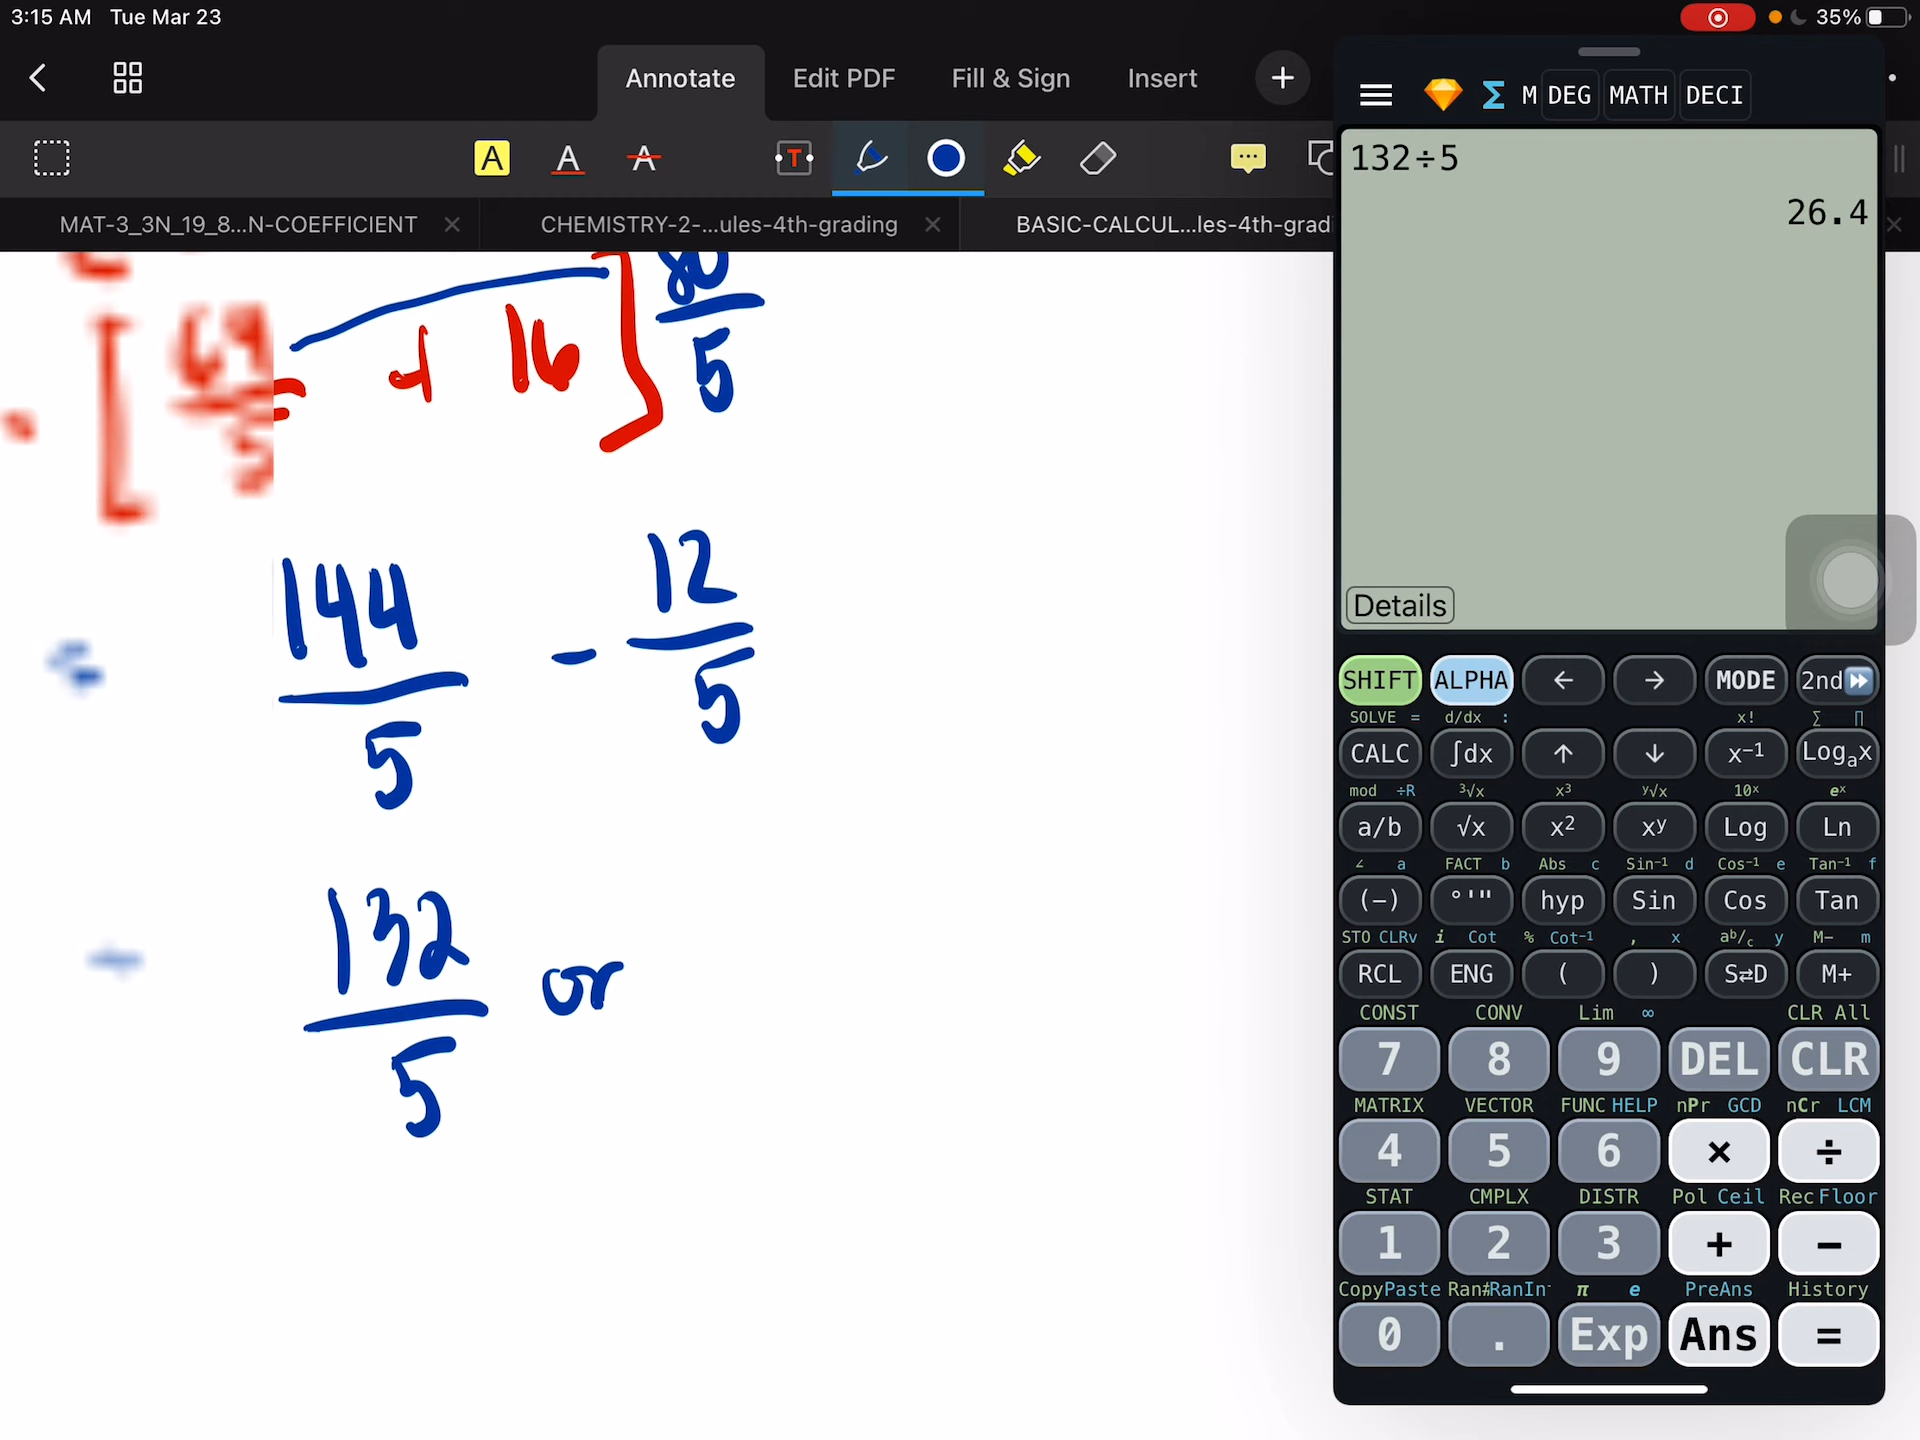 3:15 AM Tue Mar 23
35%
Annotate Edit PDF Fill & Sign Insert +
A A A T
MAT-3_3N_19_8...N-COEFFICIENT × CHEMISTRY-2-...ules-4th-grading × BASIC-CALCUL...les-4th-gradi
M DEG MATH DECI
132÷5
26.4
Details
80
5
64
5
+ 16]
=
144 - 12
5 5
132 or
5
SHIFT ALPHA ← → MODE 2nd
SOLVE = d/dx : x! ∑ ∏
CALC ∫dx ↑ ↓ x⁻¹ Logₐx
mod ÷R ³√x x³ ʸ√x 10ˣ eˣ
a/b √x x² xʸ Log Ln
∠ a FACT b Abs c Sin⁻¹ d Cos⁻¹ e Tan⁻¹ f
(−) °'" hyp Sin Cos Tan
STO CLRv i Cot % Cot⁻¹ , x aᵇ/c y M− m
RCL ENG ( ) S⇄D M+
CONST CONV Lim ∞ CLR All
7 8 9 DEL CLR
MATRIX VECTOR FUNC HELP nPr GCD nCr LCM
4 5 6 × ÷
STAT CMPLX DISTR Pol Ceil Rec Floor
1 2 3 + −
Copy Paste Ran# RanIn π e PreAns History
0 . Exp Ans =